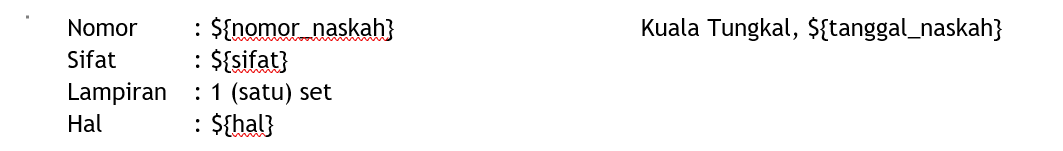 Nomor : ${nomor_naskah} Kuala Tungkal, ${tanggal_naskah}
Sifat : ${sifat}
Lampiran : 1 (satu) set
Hal : ${hal}